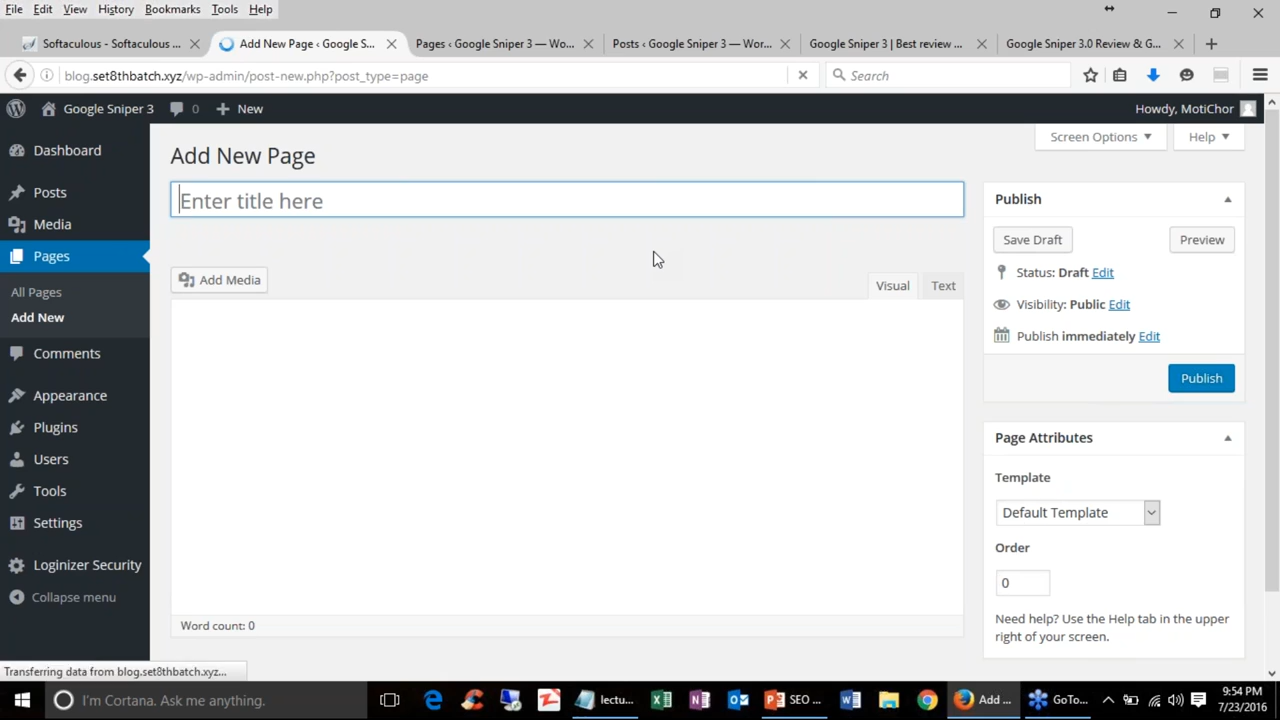 File Edit View History Bookmarks Tools Help
Softaculous - Softaculous ... Add New Page ‹ Google S... Pages ‹ Google Sniper 3 — Wo... Posts ‹ Google Sniper 3 — Wor... Google Sniper 3 | Best review ... Google Sniper 3.0 Review & G...
blog.set8thbatch.xyz/wp-admin/post-new.php?post_type=page Search
Google Sniper 3 0 New Howdy, MotiChor
Screen Options Help
Dashboard
Posts
Media
Pages
All Pages
Add New
Comments
Appearance
Plugins
Users
Tools
Settings
Loginizer Security
Collapse menu
Add New Page
Enter title here
Add Media
Visual Text
Word count: 0
Publish
Save Draft Preview
Status: Draft Edit
Visibility: Public Edit
Publish immediately Edit
Publish
Page Attributes
Template
Default Template
Order
0
Need help? Use the Help tab in the upper
right of your screen.
Transferring data from blog.set8thbatch.xyz...
I'm Cortana. Ask me anything. lectu... SEO ... Add ... GoTo... 9:54 PM
7/23/2016